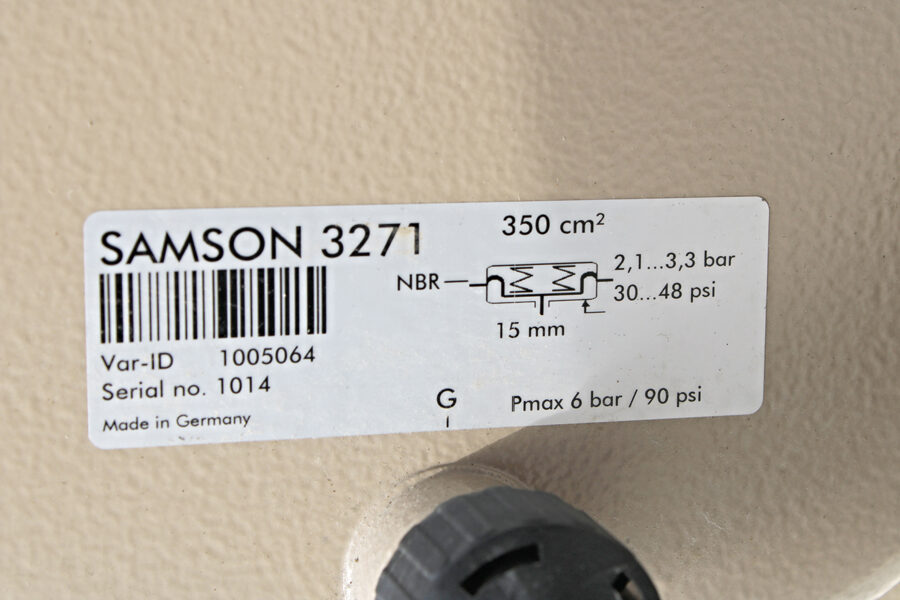 SAMSON 3271
350 cm²
NBR
2,1...3,3 bar
30...48 psi
15 mm
Var-ID 1005064
Serial no. 1014
Made in Germany
G
Pmax 6 bar / 90 psi